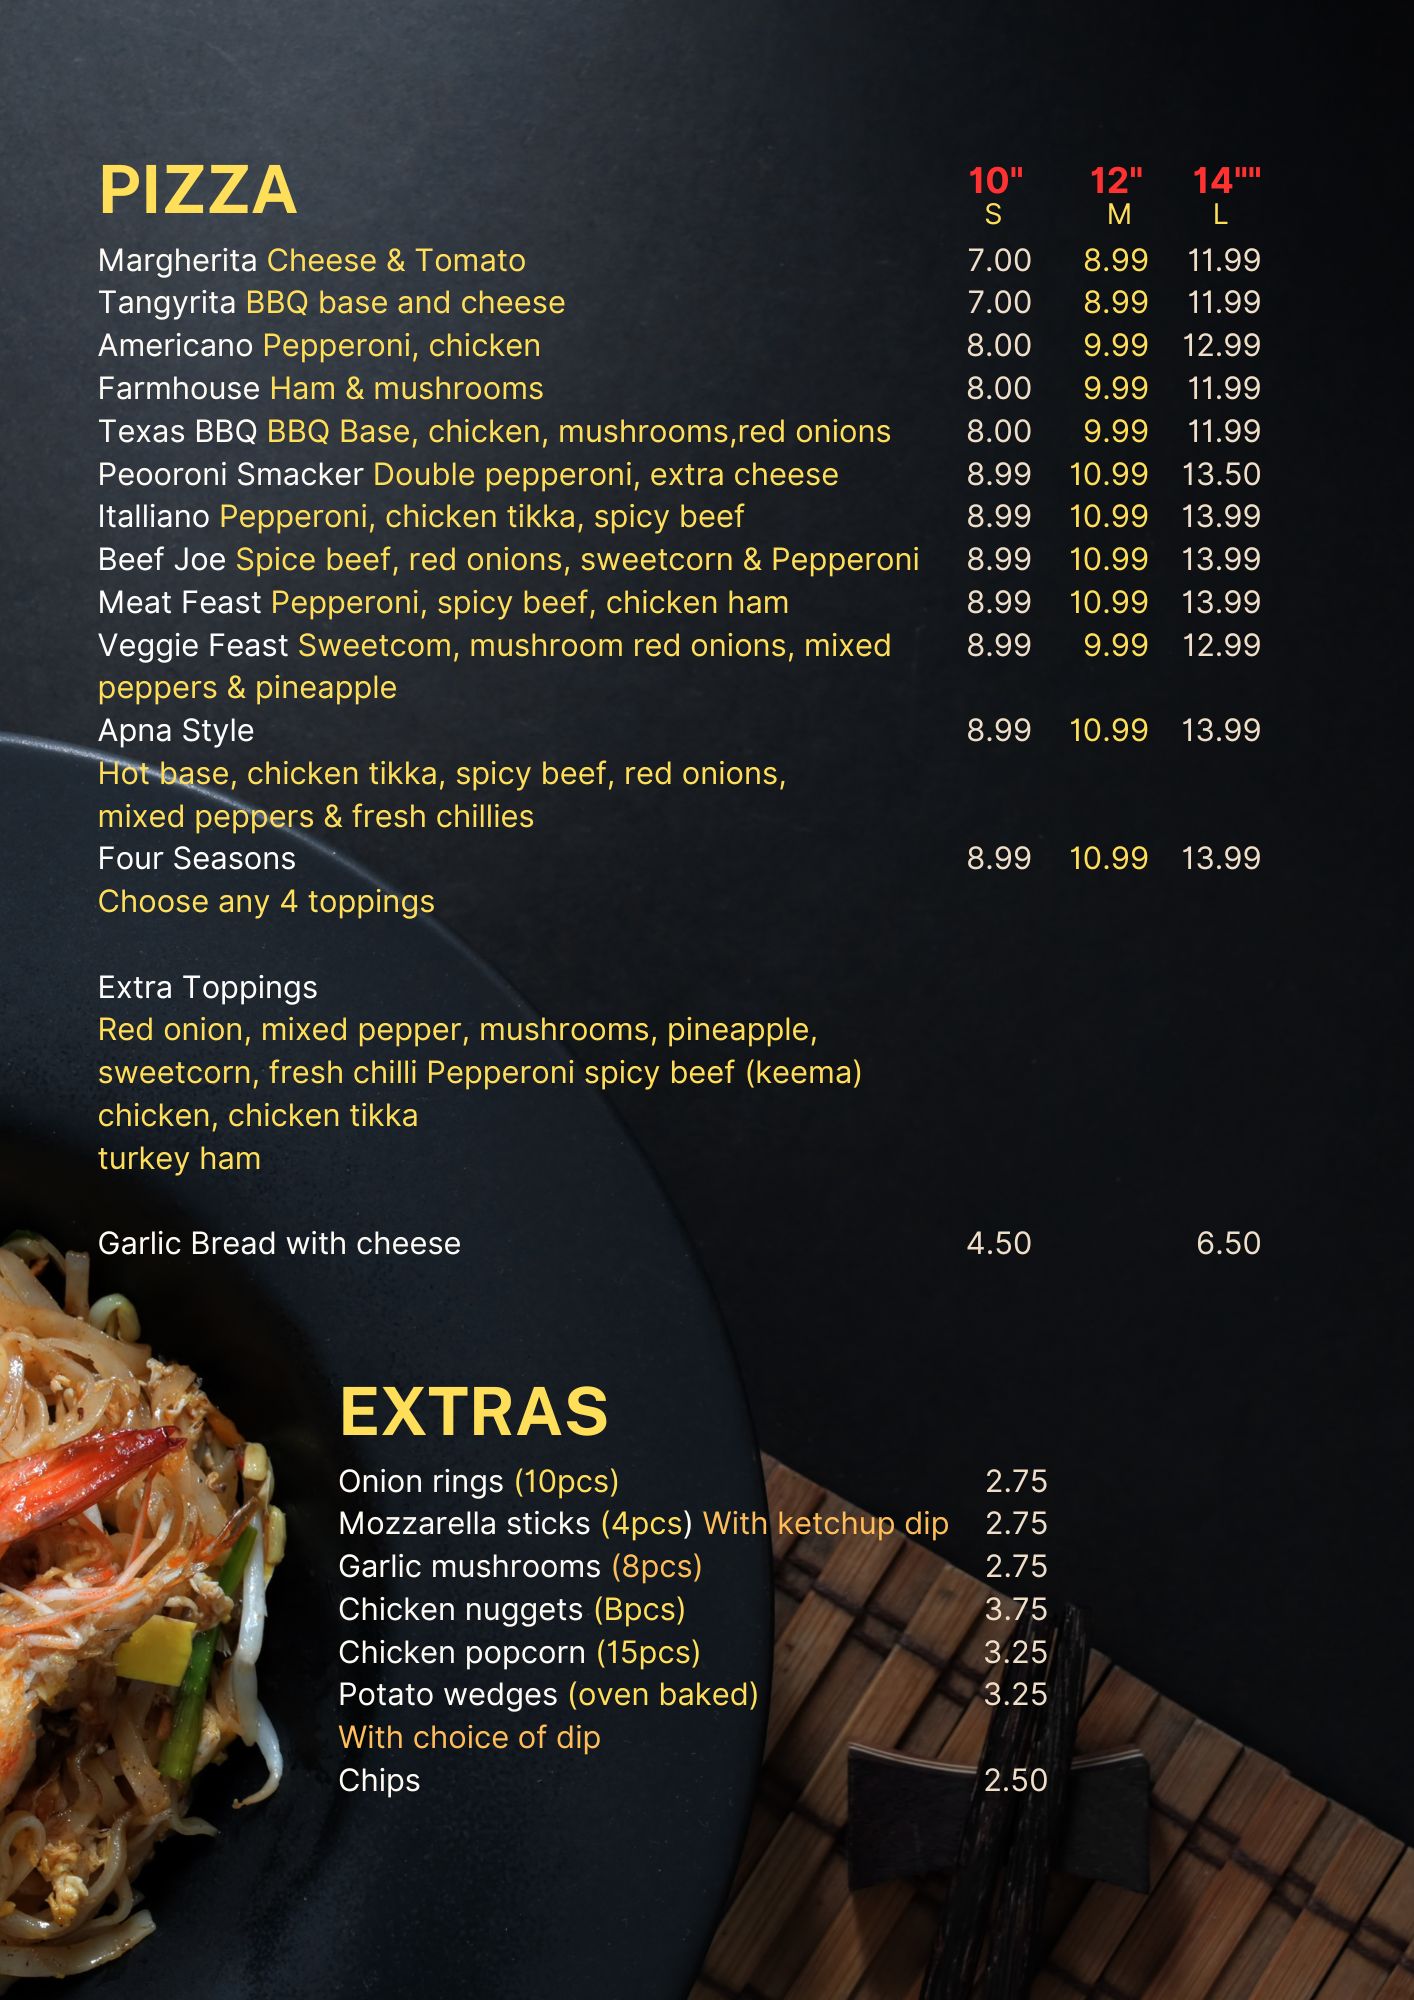 PIZZA 10" 12" 14""
S M L
Margherita Cheese & Tomato 7.00 8.99 11.99
Tangyrita BBQ base and cheese 7.00 8.99 11.99
Americano Pepperoni, chicken 8.00 9.99 12.99
Farmhouse Ham & mushrooms 8.00 9.99 11.99
Texas BBQ BBQ Base, chicken, mushrooms,red onions 8.00 9.99 11.99
Peooroni Smacker Double pepperoni, extra cheese 8.99 10.99 13.50
Italliano Pepperoni, chicken tikka, spicy beef 8.99 10.99 13.99
Beef Joe Spice beef, red onions, sweetcorn & Pepperoni 8.99 10.99 13.99
Meat Feast Pepperoni, spicy beef, chicken ham 8.99 10.99 13.99
Veggie Feast Sweetcom, mushroom red onions, mixed 8.99 9.99 12.99
peppers & pineapple
Apna Style 8.99 10.99 13.99
Hot base, chicken tikka, spicy beef, red onions,
mixed peppers & fresh chillies
Four Seasons 8.99 10.99 13.99
Choose any 4 toppings
Extra Toppings
Red onion, mixed pepper, mushrooms, pineapple,
sweetcorn, fresh chilli Pepperoni spicy beef (keema)
chicken, chicken tikka
turkey ham
Garlic Bread with cheese 4.50 6.50
EXTRAS
Onion rings (10pcs) 2.75
Mozzarella sticks (4pcs) With ketchup dip 2.75
Garlic mushrooms (8pcs) 2.75
Chicken nuggets (Bpcs) 3.75
Chicken popcorn (15pcs) 3.25
Potato wedges (oven baked) 3.25
With choice of dip
Chips 2.50